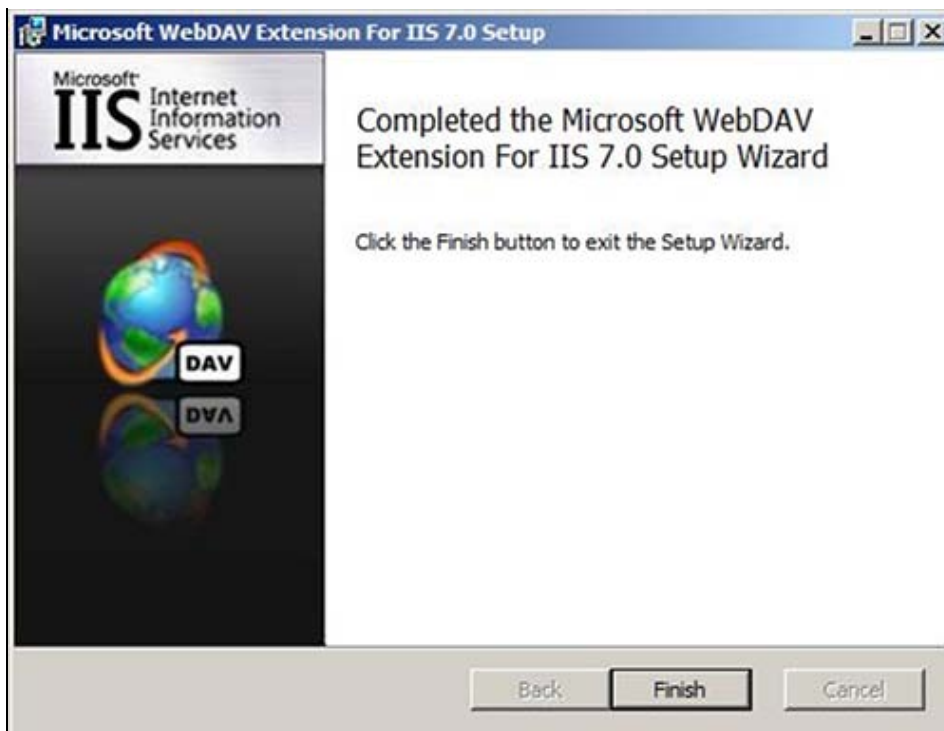 Microsoft WebDAV Extension For IIS 7.0 Setup
Microsoft
IIS Internet
Information
Services
Completed the Microsoft WebDAV
Extension For IIS 7.0 Setup Wizard
Click the Finish button to exit the Setup Wizard.
DAV
DAV
Back
Finish
Cancel